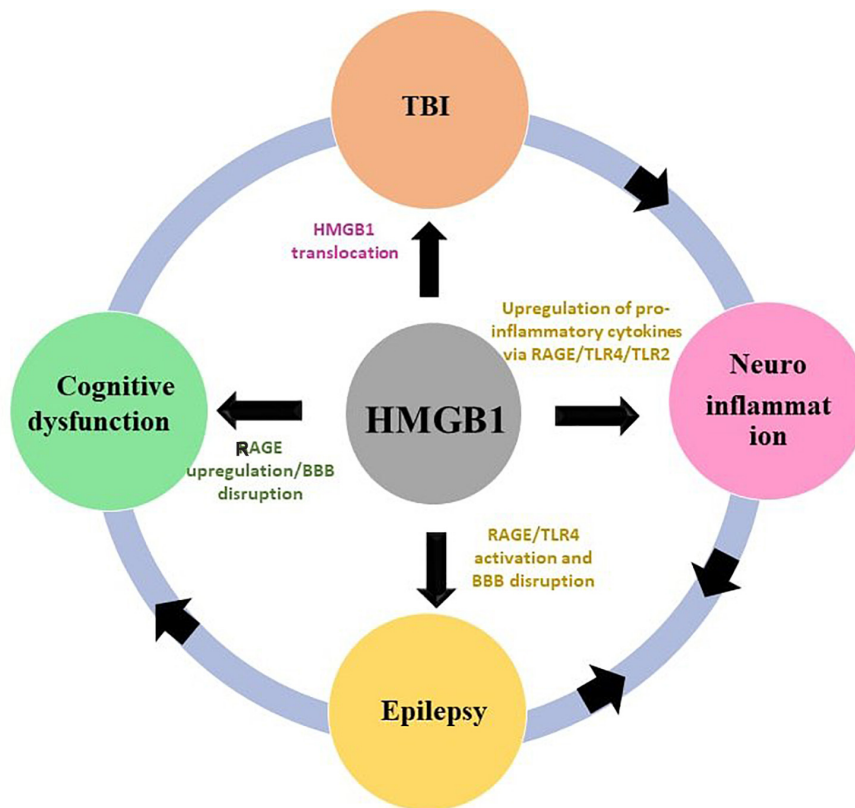 TBI
HMGB1
translocation
Upregulation of pro-
inflammatory cytokines
via RAGE/TLR4/TLR2
Neuro
inflammat
ion
Cognitive
dysfunction
HMGB1
RAGE
upregulation/BBB
disruption
RAGE/TLR4
activation and
BBB disruption
Epilepsy